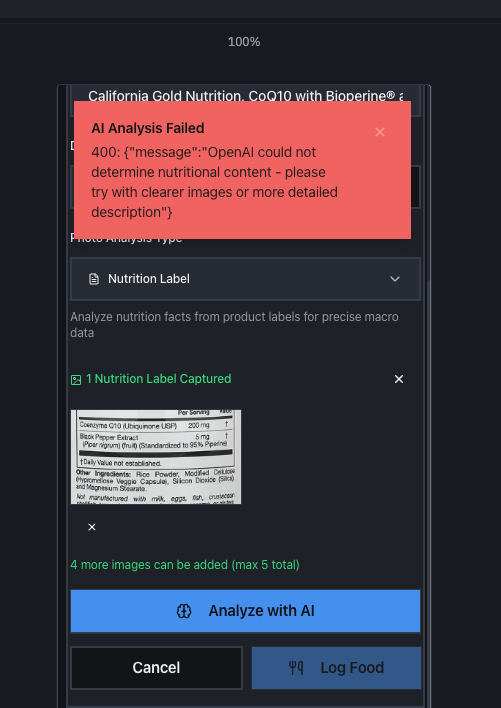 100%
California Gold Nutrition, CoQ10 with Bioperine®
AI Analysis Failed
400: {"message":"OpenAI could not
determine nutritional content - please
try with clearer images or more detailed
description"}
Photo Analysis Type
Nutrition Label
Analyze nutrition facts from product labels for precise macro
data
1 Nutrition Label Captured
Per Serving Value
Coenzyme Q10 (Ubiquinone USP) 200 mg †
Black Pepper Extract 5 mg †
(Piper nigrum) (fruit) (Standardized to 95% Piperine)
†Daily Value not established.
Other Ingredients: Rice Powder, Modified Cellulose
(Hypromellose Veggie Capsule), Silicon Dioxide (Silica)
and Magnesium Stearate.
Not manufactured with milk, eggs, fish, crustacean
4 more images can be added (max 5 total)
Analyze with AI
Cancel
Log Food